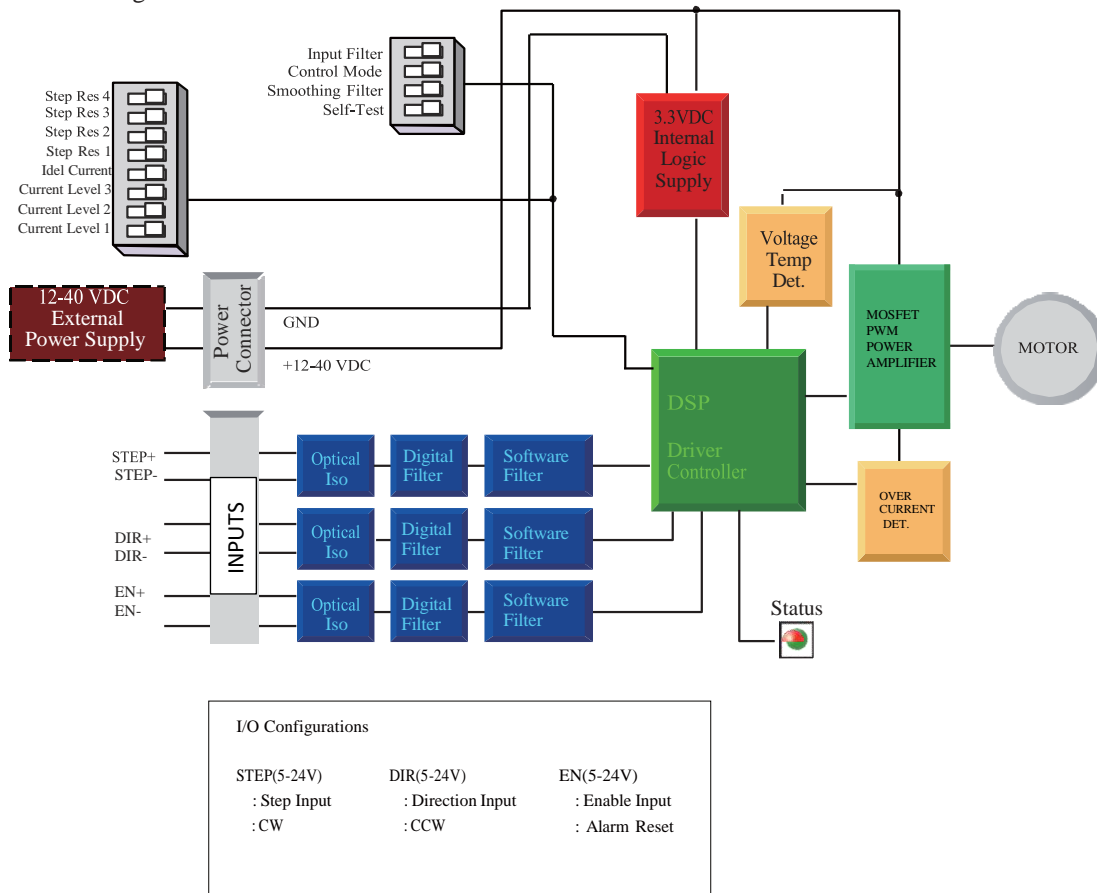 Input Filter
Control Mode
Smoothing Filter
Self-Test
Step Res 4
Step Res 3
Step Res 2
Step Res 1
Idel Current
Current Level 3
Current Level 2
Current Level 1
3.3VDC
Internal
Logic
Supply
Voltage
Temp
Det.
12-40 VDC
External
Power Supply
Power
Connector
GND
+12-40 VDC
MOSFET
PWM
POWER
AMPLIFIER
MOTOR
DSP
Driver
Controller
OVER
CURRENT
DET.
STEP+
STEP-
DIR+
DIR-
EN+
EN-
INPUTS
Optical
Iso
Digital
Filter
Software
Filter
Optical
Iso
Digital
Filter
Software
Filter
Optical
Iso
Digital
Filter
Software
Filter
Status
I/O Configurations
STEP(5-24V) DIR(5-24V) EN(5-24V)
: Step Input : Direction Input : Enable Input
: CW : CCW : Alarm Reset